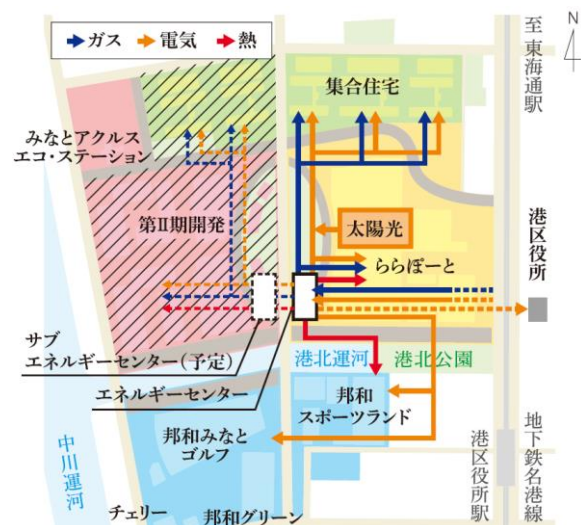 ガス 電気 熱
N
至 東海通駅
集合住宅
みなとアクルス
エコ・ステーション
第Ⅱ期開発
太陽光
港区役所
ららぽーと
サブ
エネルギーセンター(予定)
港北運河
港北公園
エネルギーセンター
邦和
スポーツランド
邦和みなと
ゴルフ
中川運河
港区役所駅
地下鉄名港線
チェリー
邦和グリーン